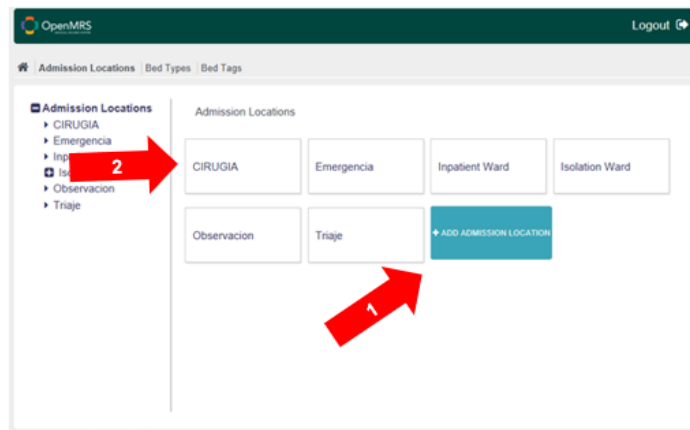 OpenMRS
Logout
Admission Locations Bed Types Bed Tags
Admission Locations
CIRUGIA
Emergencia
Observacion
Triaje
2
Admission Locations
CIRUGIA
Emergencia
Inpatient Ward
Isolation Ward
Observacion
Triaje
+ ADD ADMISSION LOCATION
1